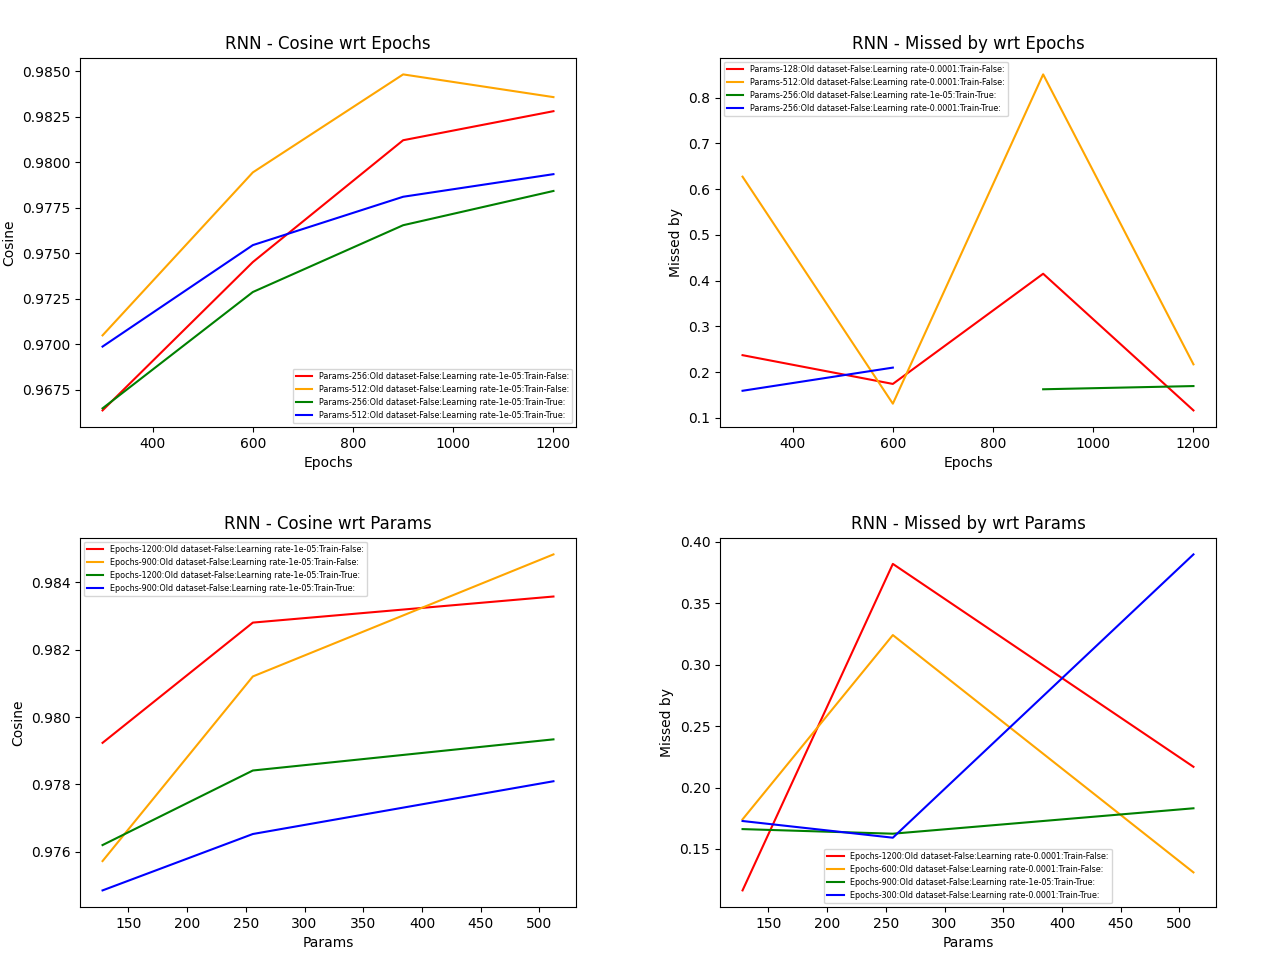 RNN - Cosine wrt Epochs
0.9850
0.9825
0.9800
0.9775
0.9750
0.9725
0.9700
0.9675
Cosine
Params-256:Old dataset-False:Learning rate-1e-05:Train-False:
Params-512:Old dataset-False:Learning rate-1e-05:Train-False:
Params-256:Old dataset-False:Learning rate-1e-05:Train-True:
Params-512:Old dataset-False:Learning rate-1e-05:Train-True:
400 600 800 1000 1200
Epochs
RNN - Missed by wrt Epochs
Params-128:Old dataset-False:Learning rate-0.0001:Train-False:
Params-512:Old dataset-False:Learning rate-0.0001:Train-False:
Params-256:Old dataset-False:Learning rate-1e-05:Train-True:
Params-256:Old dataset-False:Learning rate-0.0001:Train-True:
0.8
0.7
0.6
0.5
0.4
0.3
0.2
0.1
Missed by
400 600 800 1000 1200
Epochs
RNN - Cosine wrt Params
Epochs-1200:Old dataset-False:Learning rate-1e-05:Train-False:
Epochs-900:Old dataset-False:Learning rate-1e-05:Train-False:
Epochs-1200:Old dataset-False:Learning rate-1e-05:Train-True:
Epochs-900:Old dataset-False:Learning rate-1e-05:Train-True:
0.984
0.982
0.980
0.978
0.976
Cosine
150 200 250 300 350 400 450 500
Params
RNN - Missed by wrt Params
0.40
0.35
0.30
0.25
0.20
0.15
Missed by
Epochs-1200:Old dataset-False:Learning rate-0.0001:Train-False:
Epochs-600:Old dataset-False:Learning rate-0.0001:Train-False:
Epochs-900:Old dataset-False:Learning rate-1e-05:Train-True:
Epochs-300:Old dataset-False:Learning rate-0.0001:Train-True:
150 200 250 300 350 400 450 500
Params